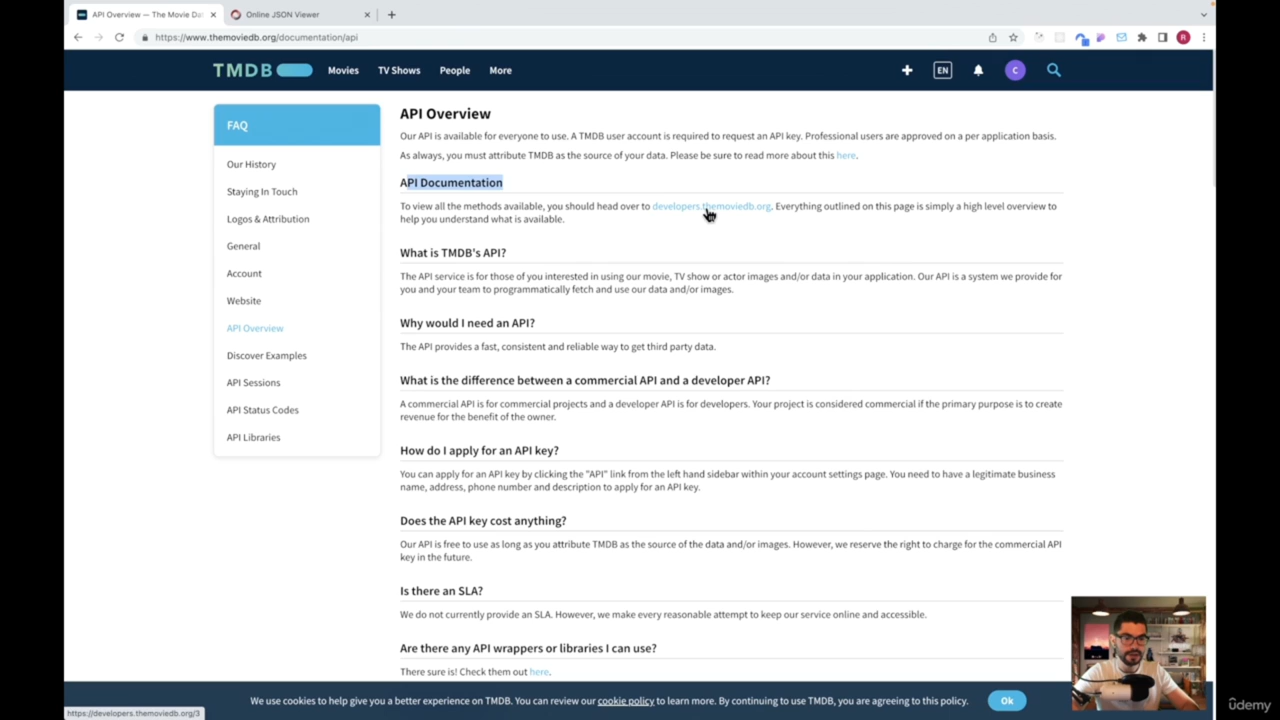 API Overview — The Movie Dat
Online JSON Viewer
https://www.themoviedb.org/documentation/api
R
TMDB
Movies
TV Shows
People
More
EN
C
FAQ
Our History
Staying In Touch
Logos & Attribution
General
Account
Website
API Overview
Discover Examples
API Sessions
API Status Codes
API Libraries
API Overview
Our API is available for everyone to use. A TMDB user account is required to request an API key. Professional users are approved on a per application basis.
As always, you must attribute TMDB as the source of your data. Please be sure to read more about this here.
API Documentation
To view all the methods available, you should head over to developers.themoviedb.org. Everything outlined on this page is simply a high level overview to
help you understand what is available.
What is TMDB's API?
The API service is for those of you interested in using our movie, TV show or actor images and/or data in your application. Our API is a system we provide for
you and your team to programmatically fetch and use our data and/or images.
Why would I need an API?
The API provides a fast, consistent and reliable way to get third party data.
What is the difference between a commercial API and a developer API?
A commercial API is for commercial projects and a developer API is for developers. Your project is considered commercial if the primary purpose is to create
revenue for the benefit of the owner.
How do I apply for an API key?
You can apply for an API key by clicking the "API" link from the left hand sidebar within your account settings page. You need to have a legitimate business
name, address, phone number and description to apply for an API key.
Does the API key cost anything?
Our API is free to use as long as you attribute TMDB as the source of the data and/or images. However, we reserve the right to charge for the commercial API
key in the future.
Is there an SLA?
We do not currently provide an SLA. However, we make every reasonable attempt to keep our service online and accessible.
Are there any API wrappers or libraries I can use?
There sure is! Check them out here.
We use cookies to help give you a better experience on TMDB. You can review our cookie policy to learn more. By continuing to use TMDB, you are agreeing to this policy.
Ok
https://developers.themoviedb.org/3
ûdemy